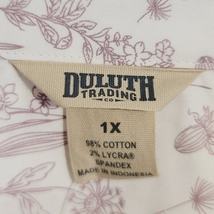 DULUTH
TRADING
CO
1X
98% COTTON
2% LYCRA®
SPANDEX
MADE IN INDONESIA